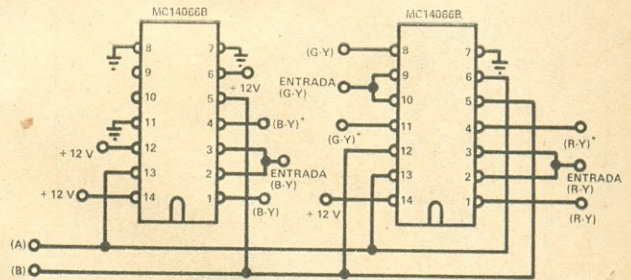 MC14066B
8
7
9
6
+ 12V
10
5
11
4
(B-Y)*
+ 12 V
12
3
13
2
ENTRADA
(B-Y)
+ 12 V
14
1
(B-Y)
MC14066B
(G-Y)
8
7
ENTRADA
(G-Y)
9
6
10
5
(G-Y)*
11
4
(R-Y)*
12
3
13
2
ENTRADA
(R-Y)
+ 12 V
14
1
(R-Y)
(A)
(B)